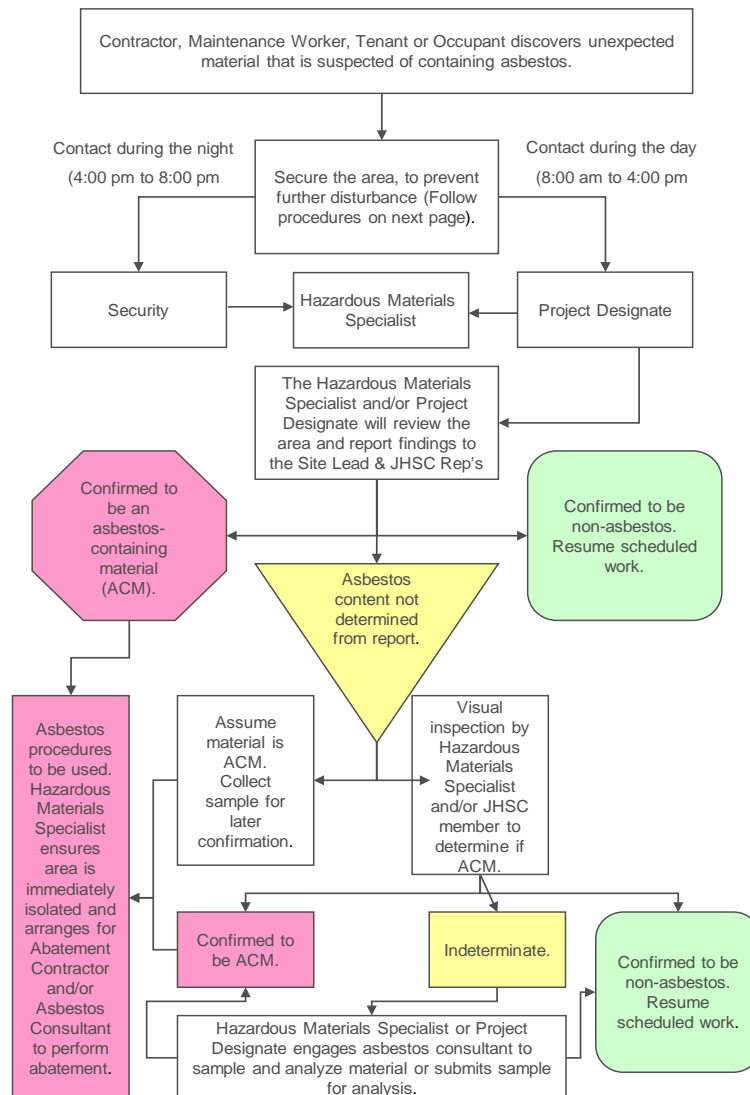 Contractor, Maintenance Worker, Tenant or Occupant discovers unexpected
material that is suspected of containing asbestos.
Contact during the night
(4:00 pm to 8:00 pm
Secure the area, to prevent
further disturbance (Follow
procedures on next page).
Contact during the day
(8:00 am to 4:00 pm
Security
Hazardous Materials
Specialist
Project Designate
The Hazardous Materials
Specialist and/or Project
Designate will review the
area and report findings to
the Site Lead & JHSC Rep's
Confirmed to
be an
asbestos-
containing
material
(ACM).
Asbestos
content not
determined
from report.
Confirmed to be
non-asbestos.
Resume scheduled
work.
Asbestos
procedures
to be used.
Hazardous
Materials
Specialist
ensures
area is
immediately
isolated and
arranges for
Abatement
Contractor
and/or
Asbestos
Consultant
to perform
abatement.
Assume
material is
ACM.
Collect
sample for
later
confirmation.
Visual
inspection by
Hazardous
Materials
Specialist
and/or JHSC
member to
determine if
ACM.
Confirmed to
be ACM.
Indeterminate.
Confirmed to be
non-asbestos.
Resume
scheduled work.
Hazardous Materials Specialist or Project
Designate engages asbestos consultant to
sample and analyze material or submits sample
for analysis.